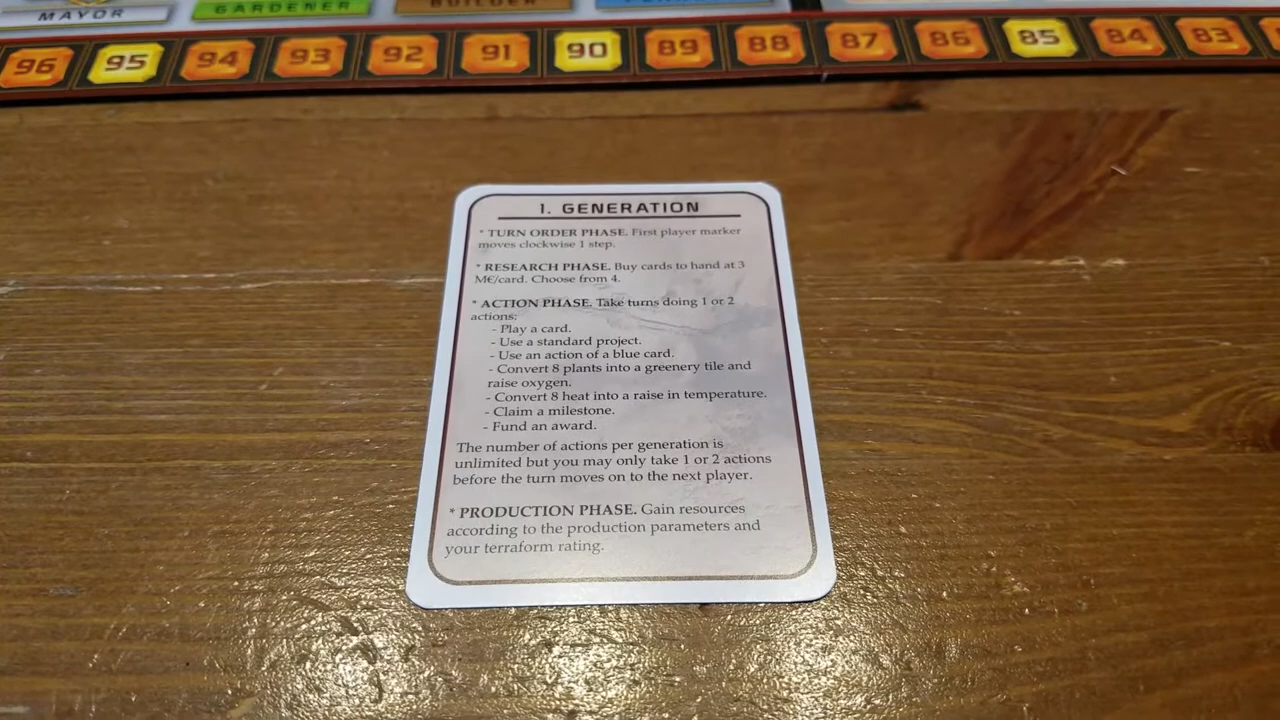 MAYOR
GARDENER
BUILDER
96 95 94 93 92 91 90 89 88 87 86 85 84 83
1. GENERATION
* TURN ORDER PHASE. First player marker
moves clockwise 1 step.
* RESEARCH PHASE. Buy cards to hand at 3
M€/card. Choose from 4.
* ACTION PHASE. Take turns doing 1 or 2
actions:
- Play a card.
- Use a standard project.
- Use an action of a blue card.
- Convert 8 plants into a greenery tile and
raise oxygen.
- Convert 8 heat into a raise in temperature.
- Claim a milestone.
- Fund an award.
The number of actions per generation is
unlimited but you may only take 1 or 2 actions
before the turn moves on to the next player.
* PRODUCTION PHASE. Gain resources
according to the production parameters and
your terraform rating.